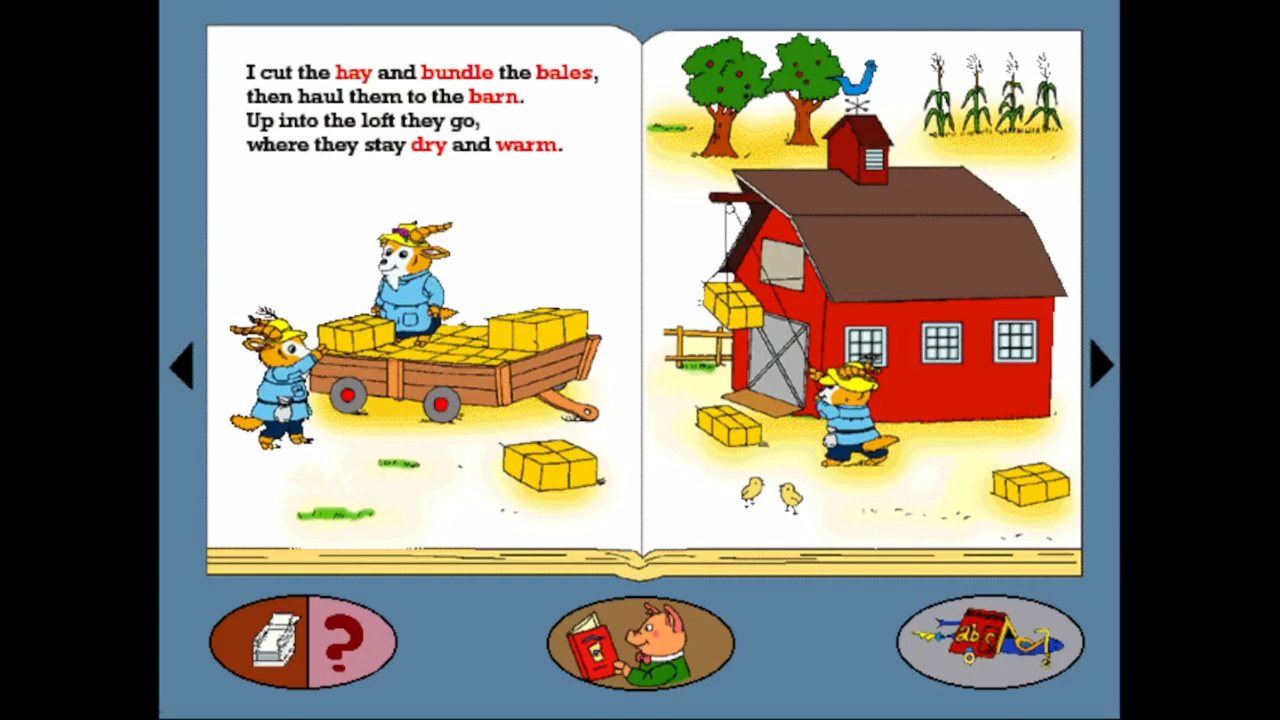 I cut the hay and bundle the bales,
then haul them to the barn.
Up into the loft they go,
where they stay dry and warm.
?
abc